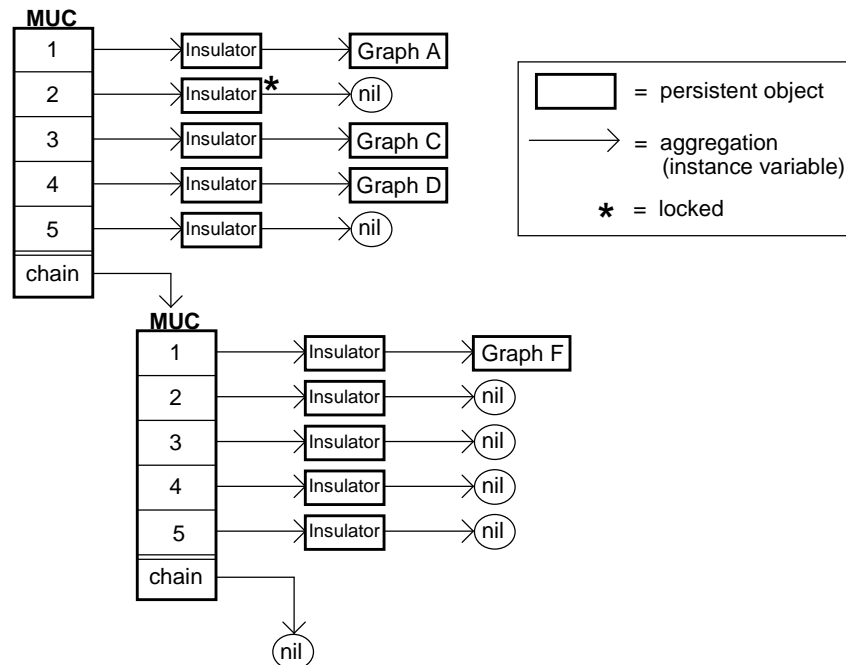 MUC
1 Insulator Graph A
2 Insulator * nil
3 Insulator Graph C
4 Insulator Graph D
5 Insulator nil
chain
= persistent object
= aggregation
(instance variable)
* = locked
MUC
1 Insulator Graph F
2 Insulator nil
3 Insulator nil
4 Insulator nil
5 Insulator nil
chain
nil